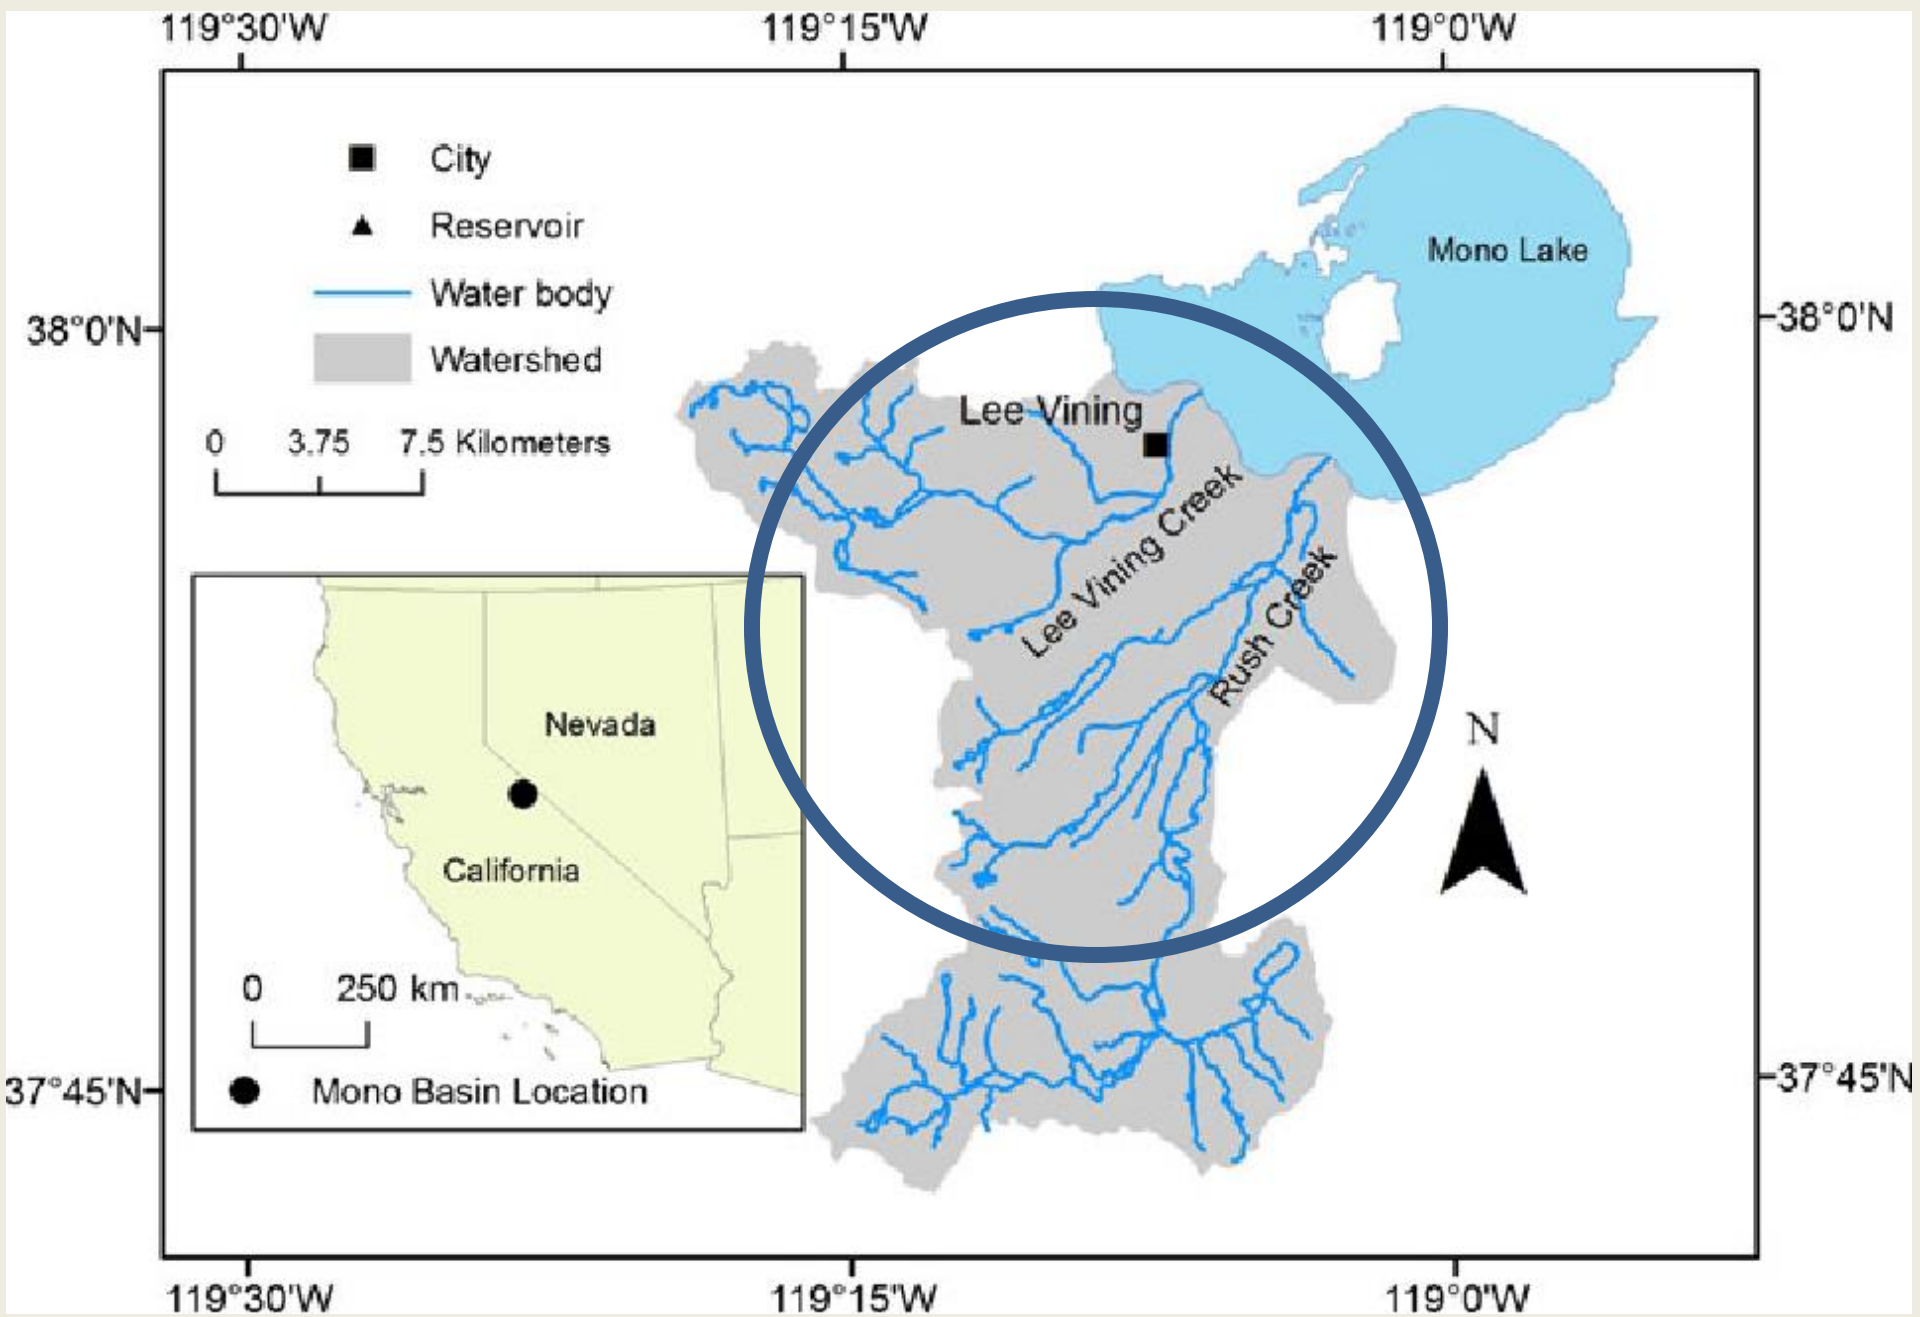 119°30'W 119°15'W 119°0'W
City
Reservoir
Water body
Watershed
0 3.75 7.5 Kilometers
38°0'N
38°0'N
Mono Lake
Lee Vining
Lee Vining Creek
Rush Creek
N
Nevada
California
0 250 km
Mono Basin Location
37°45'N
37°45'N
119°30'W 119°15'W 119°0'W